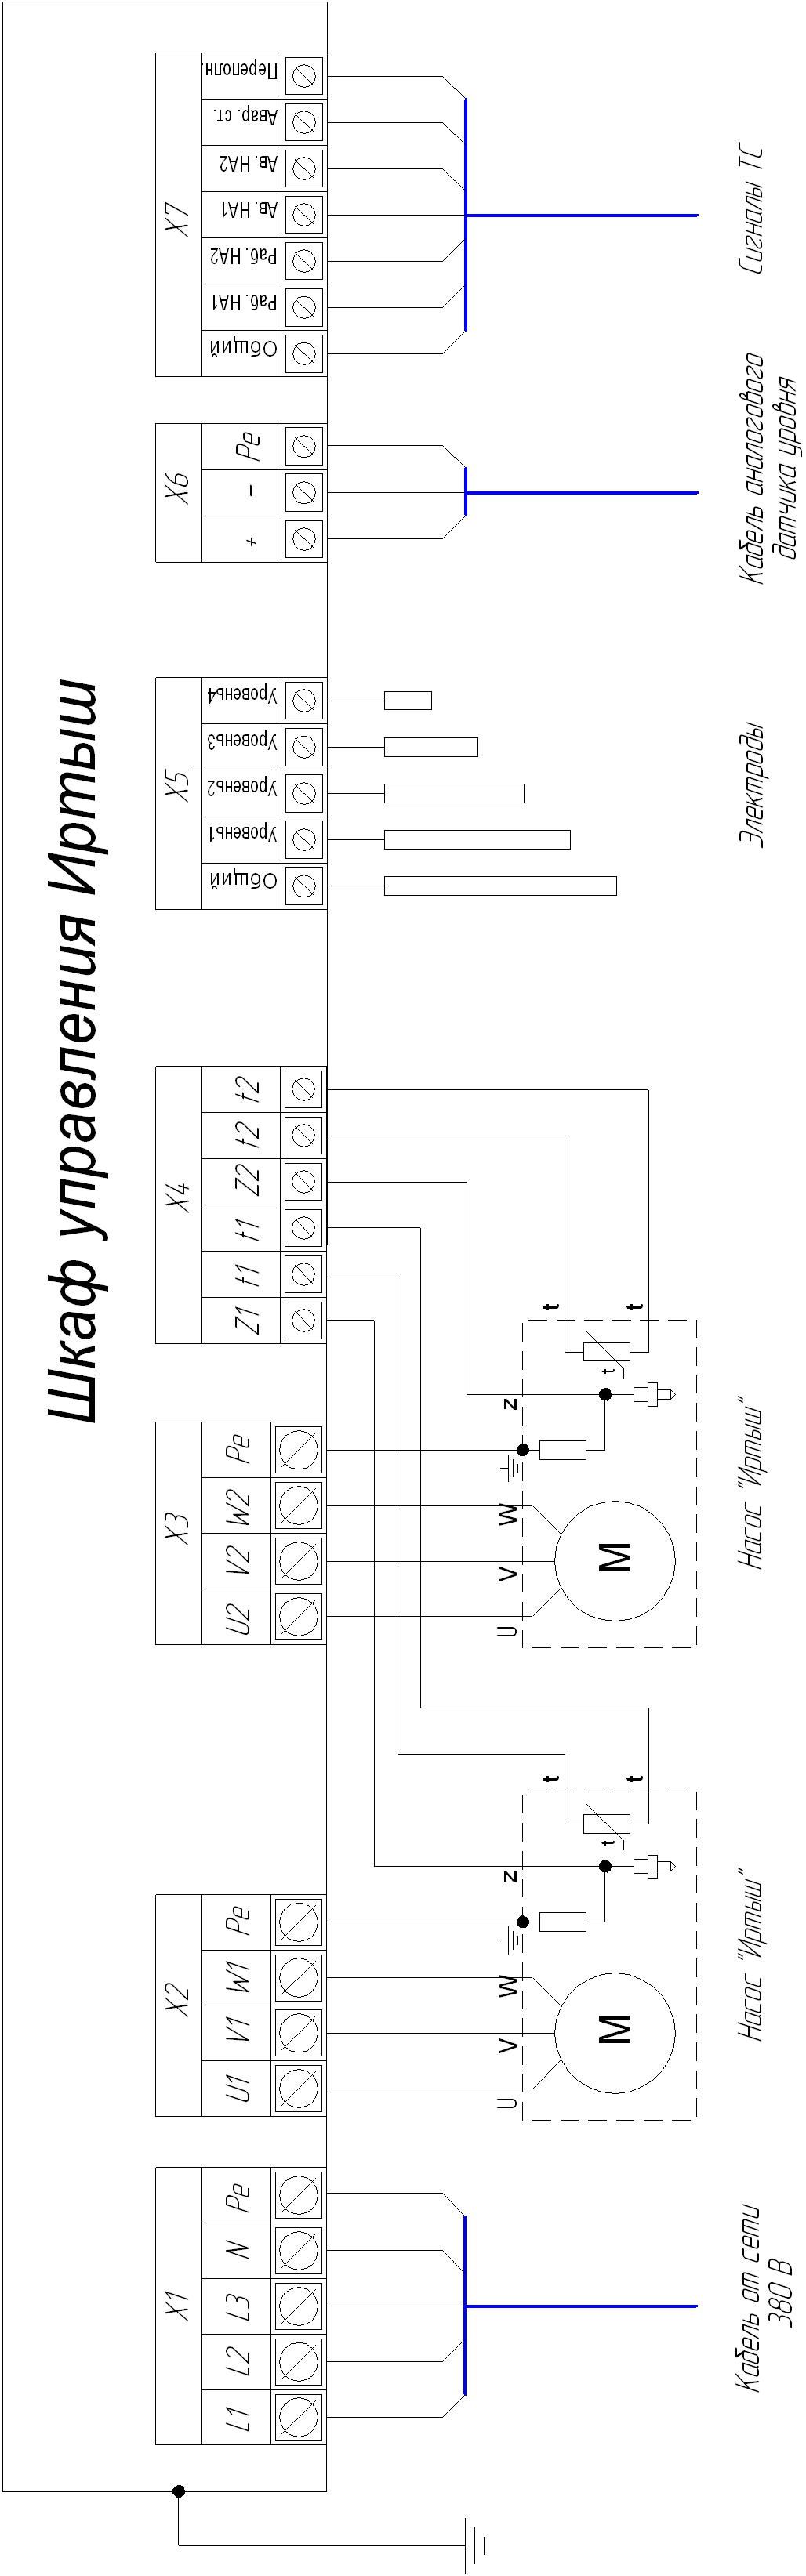 Шкаф управления Иртыш
X1
L1
L2
L3
N
Pe
X2
U1
V1
W1
Pe
X3
U2
V2
W2
Pe
X4
Z1
t1
t1
Z2
t2
t2
X5
Общий
Уровень1
Уровень2
Уровень3
Уровень4
X6
+
-
Pe
X7
Общий
Раб. НА1
Раб. НА2
Ав. НА1
Ав. НА2
Авар. ст.
Переполн.
U
V
W
z
t
t
t
M
U
V
W
z
t
t
t
M
Кабель от сети
380 В
Насос "Иртыш"
Насос "Иртыш"
Электроды
Кабель аналогового
датчика уровня
Сигналы ТС